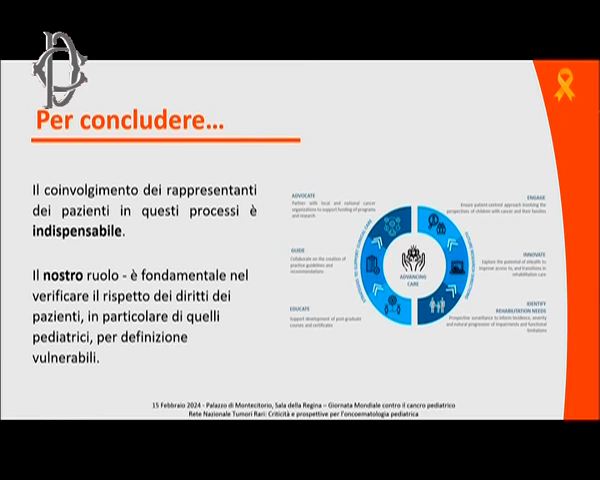 Per concludere...
Il coinvolgimento dei rappresentanti
dei pazienti in questi processi è
indispensabile.
Il nostro ruolo - è fondamentale nel
verificare il rispetto dei diritti dei
pazienti, in particolare di quelli
pediatrici, per definizione
vulnerabili.
ADVOCATE
Partner with local and national cancer
organizations to support funding of programs
and research.
GUIDE
Collaborate on the creation of
practice guidelines and
recommendations.
EDUCATE
Support development of post-graduate
courses and certificates
ADVANCING
CARE
ENGAGE
Ensure patient-centred approach involving the
perspectives of children with cancer and their families
INNOVATE
Explore the potential of eHealth to
improve access to, and transitions in
rehabilitation care
IDENTIFY
REHABILITATION NEEDS
Prospective surveillance to inform incidence, severity
and natural progression of impairments and functional
limitations
15 Febbraio 2024 - Palazzo di Montecitorio, Sala della Regina – Giornata Mondiale contro il cancro pediatrico
Rete Nazionale Tumori Rari: Criticità e prospettive per l'oncoematologia pediatrica